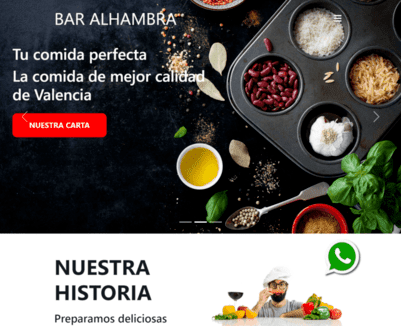 BAR ALHAMBRA
Tu comida perfecta
La comida de mejor calidad
de Valencia
NUESTRA CARTA
NUESTRA
HISTORIA
Preparamos deliciosas